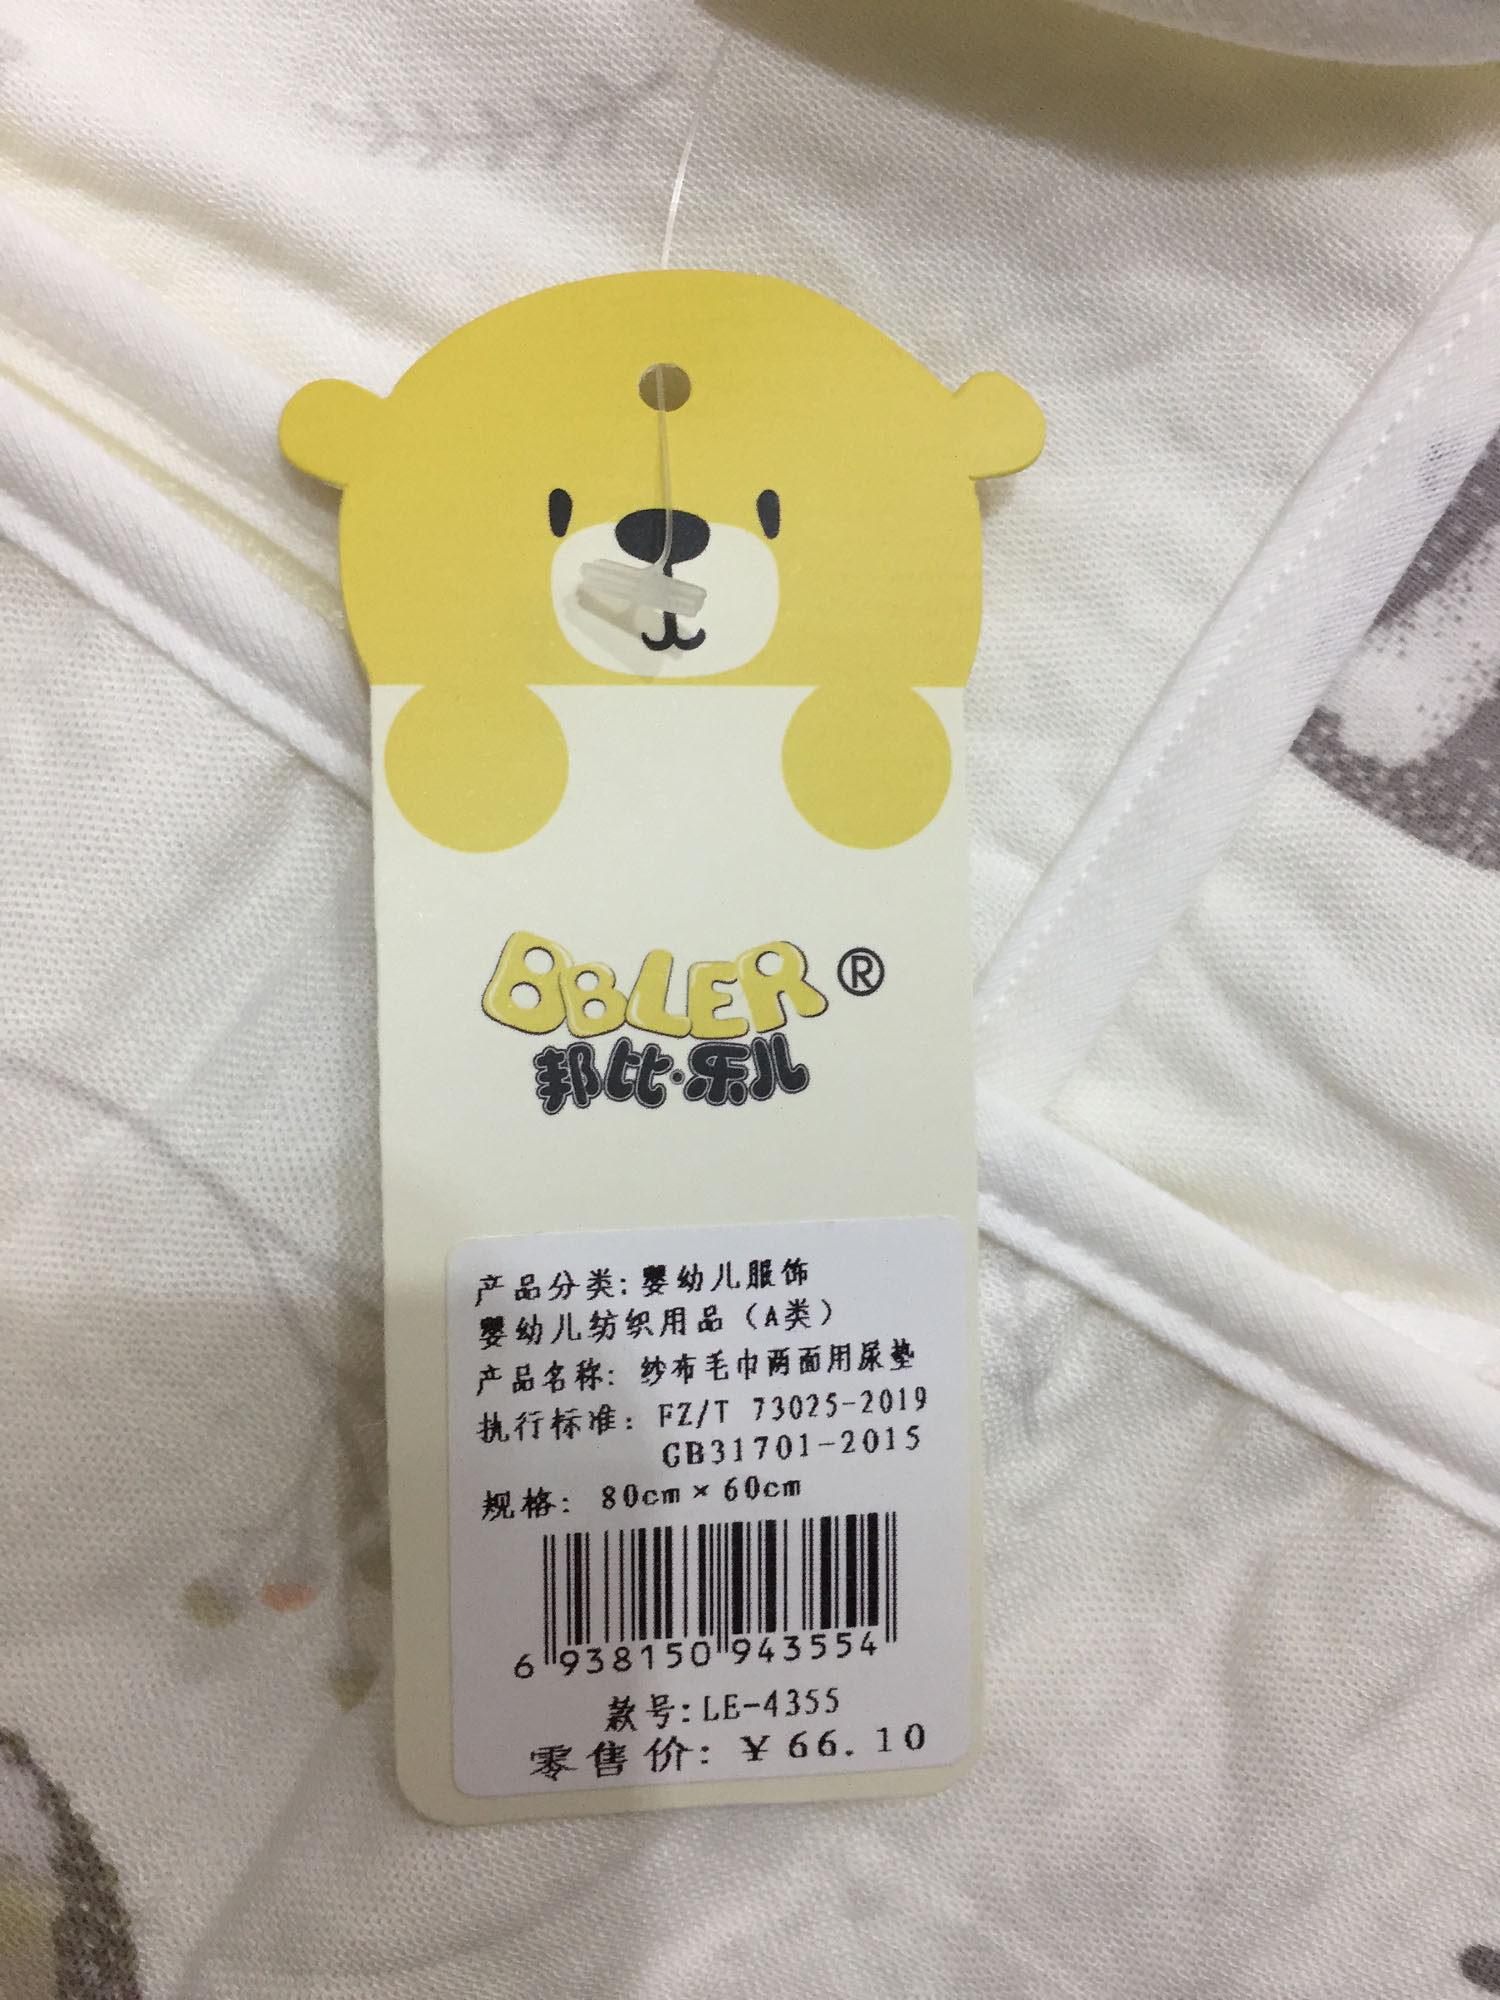 BBLER ®
邦比·乐儿
产品分类: 婴幼儿服饰
婴幼儿纺织用品（A类）
产品名称: 纱布毛巾两面用尿垫
执行标准: FZ/T 73025-2019
GB31701-2015
规格: 80cm×60cm
6 938150 943554
款号:LE-4355
零售价: ¥66.10